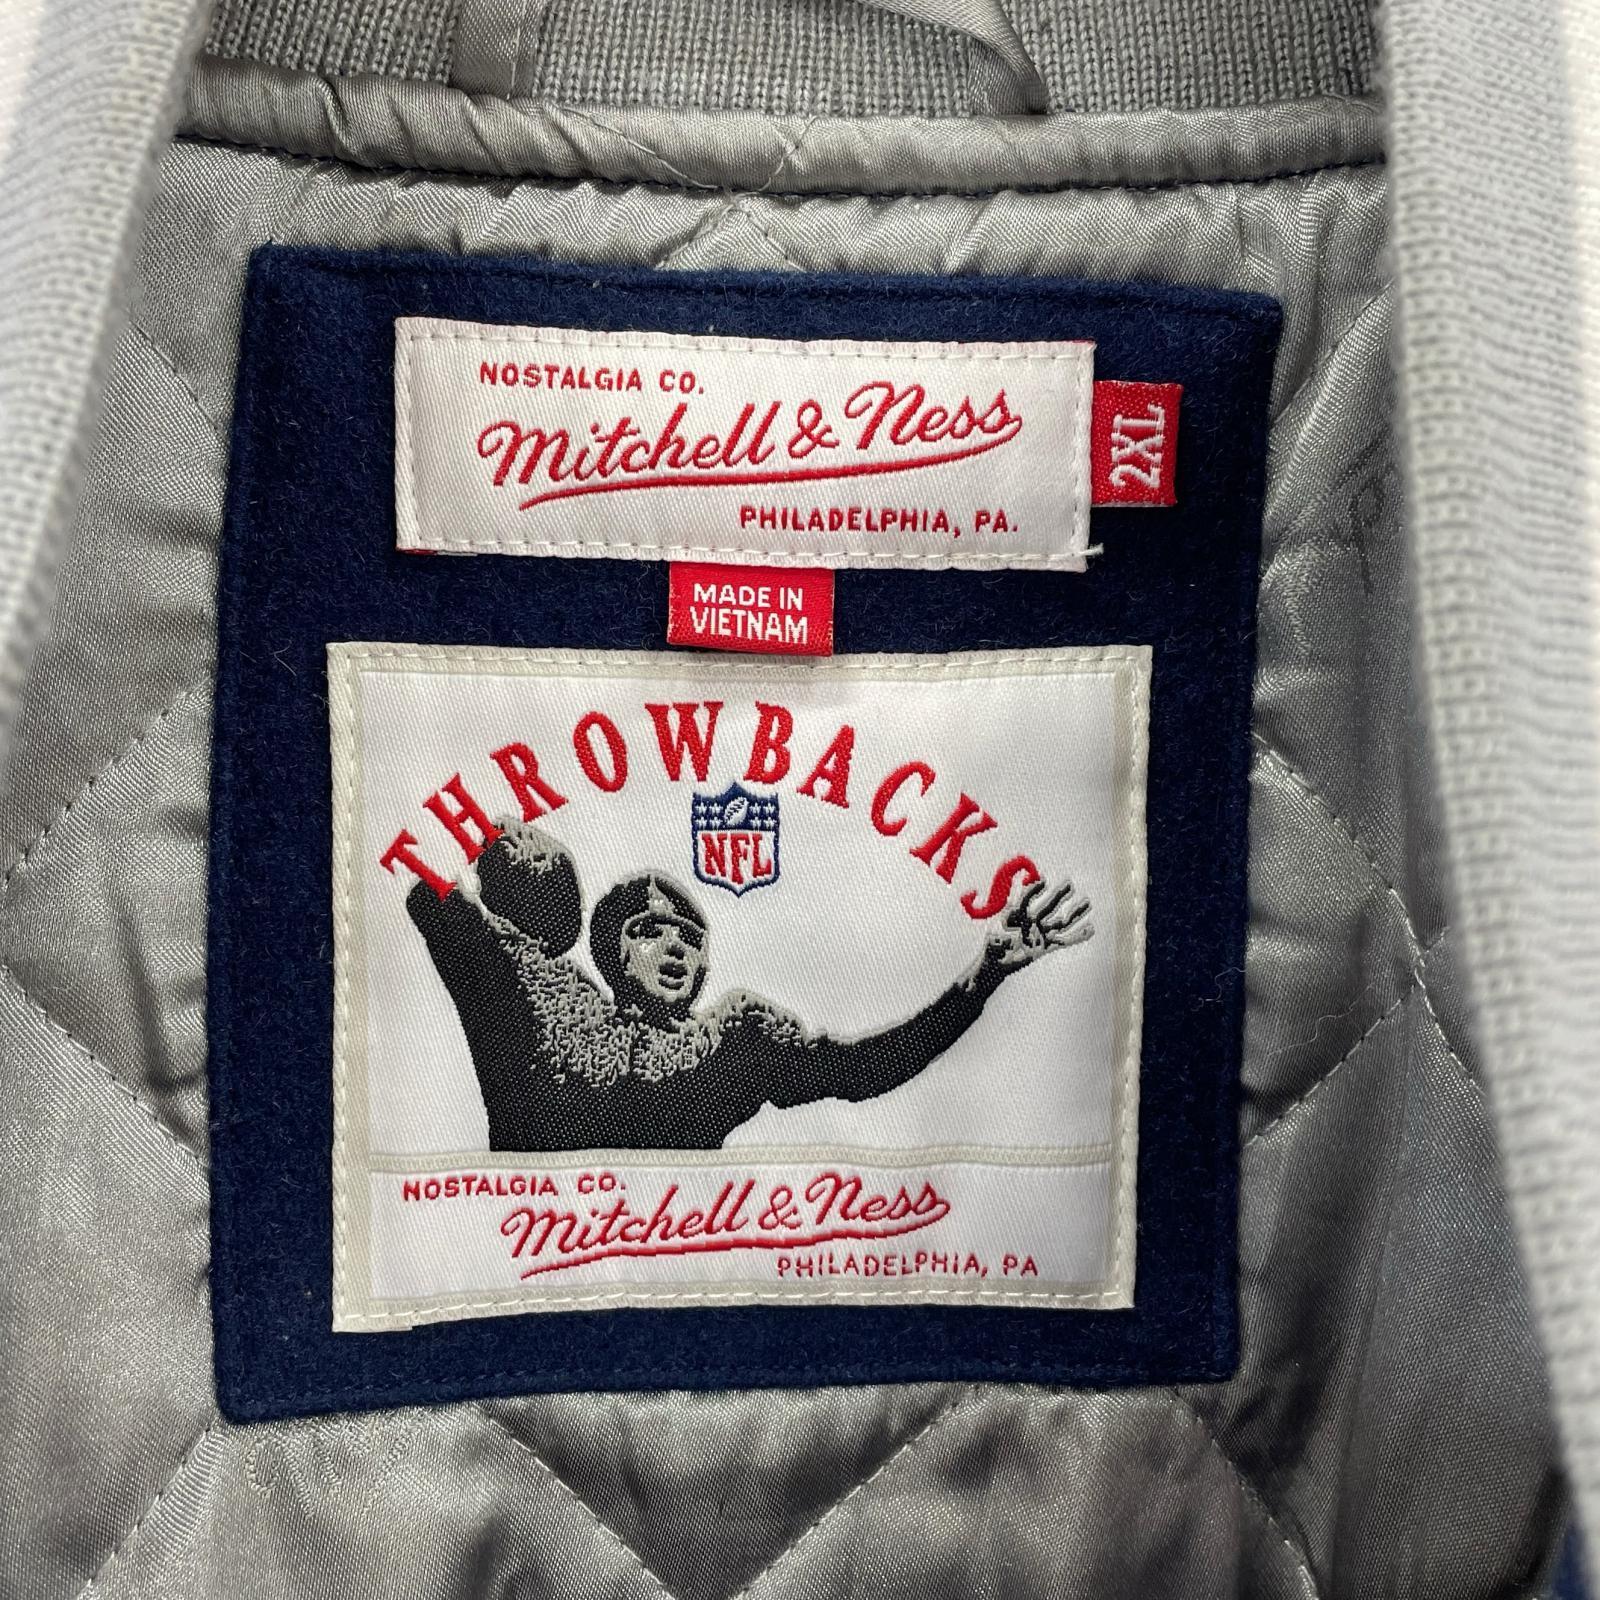 NOSTALGIA CO.
Mitchell & Ness
PHILADELPHIA, PA.
2XL
MADE IN
VIETNAM
THROWBACKS
NFL
NOSTALGIA CO.
Mitchell & Ness
PHILADELPHIA, PA